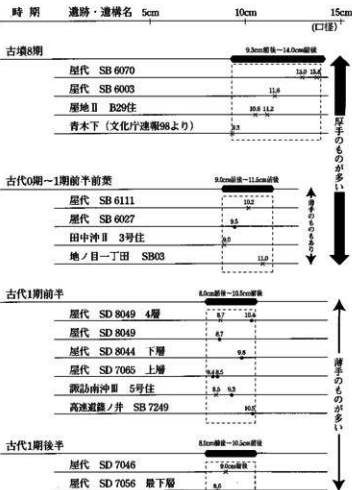 時 期 遺跡・遺構名 5cm 10cm 15cm
(口径)
古墳8期 9.3cm前後～14.0cm前後
屋代 SB 6070 13.0 13.8
屋代 SB 6003 11.6
屋地Ⅱ B29住 10.6 11.2
青木下(文化庁速報98より) 9.3
厚手のものが多い
古代0期～1期前半前葉 9.0cm前後～11.5cm前後
屋代 SB 6111 10.2
屋代 SB 6027 9.5
田中沖Ⅱ 3号住 9.0
地ノ目一丁田 SB03 11.0
薄手のものもあり
古代1期前半 8.0cm前後～10.5cm前後
屋代 SD 8049 4層 8.7 10.4
屋代 SD 8049 8.7
屋代 SD 8044 下層 9.8
屋代 SD 7065 上層 8.4 8.5
諏訪南沖Ⅲ 5号住 8.5 9.3
高速道篠ノ井 SB 7249 10.5
薄手のものが多い
古代1期後半 8.0cm前後～10.5cm前後
屋代 SD 7046 9.0cm前後
屋代 SD 7056 最下層 8.6